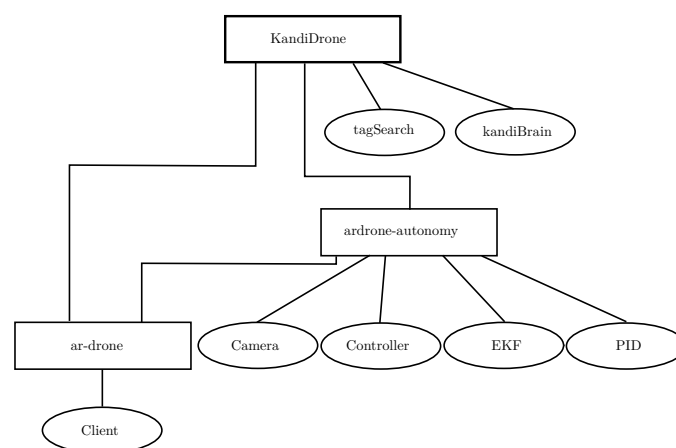 KandiDrone
tagSearch
kandiBrain
ardrone-autonomy
ar-drone
Camera
Controller
EKF
PID
Client